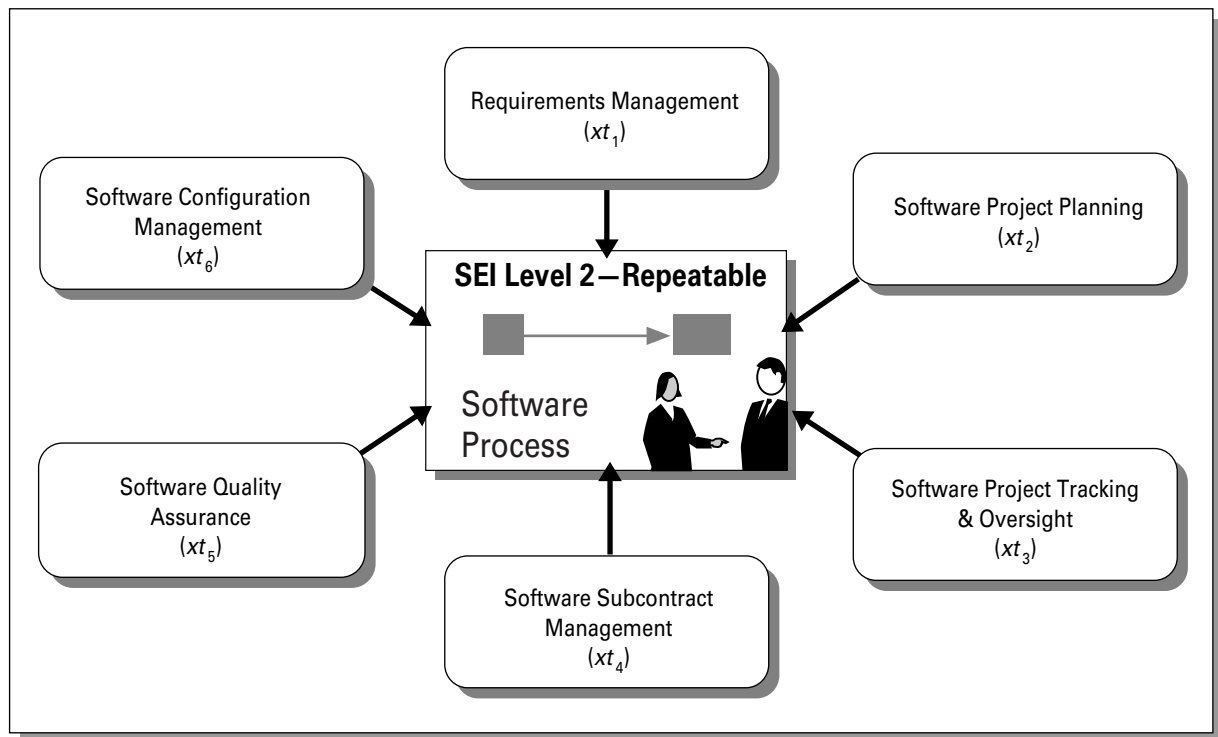 Requirements Management
(xt1)
Software Configuration
Management
(xt6)
Software Project Planning
(xt2)
SEI Level 2—Repeatable
Software
Process
Software Quality
Assurance
(xt5)
Software Project Tracking
& Oversight
(xt3)
Software Subcontract
Management
(xt4)